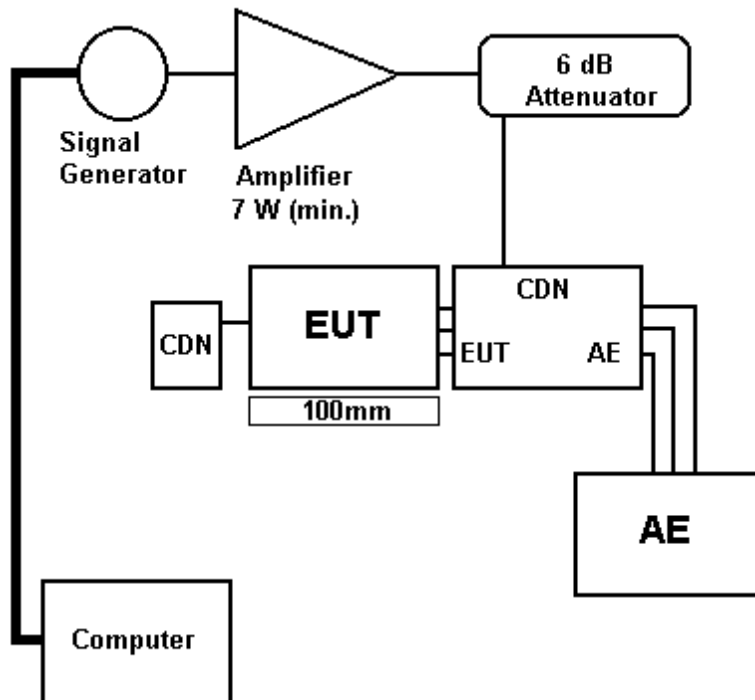 6 dB
Attenuator
Signal
Generator
Amplifier
7 W (min.)
CDN
EUT
CDN
EUT
AE
100mm
AE
Computer